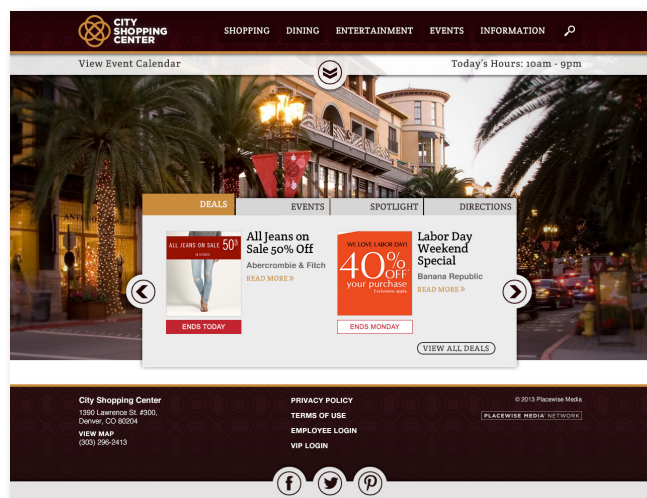 CITY
SHOPPING
CENTER
SHOPPING DINING ENTERTAINMENT EVENTS INFORMATION
View Event Calendar
Today's Hours: 10am - 9pm
DEALS EVENTS SPOTLIGHT DIRECTIONS
ALL JEANS ON SALE 50%
ENDS TODAY
All Jeans on
Sale 50% Off
Abercrombie & Fitch
READ MORE »
WE LOVE LABOR DAY!
40%
OFF*
your purchase
Exclusions apply.
ENDS MONDAY
Labor Day
Weekend
Special
Banana Republic
READ MORE »
VIEW ALL DEALS
City Shopping Center
1390 Lawrence St. #300,
Denver, CO 80204
VIEW MAP
(303) 296-2413
PRIVACY POLICY
TERMS OF USE
EMPLOYEE LOGIN
VIP LOGIN
© 2013 Placewise Media
PLACEWISE MEDIA NETWORK